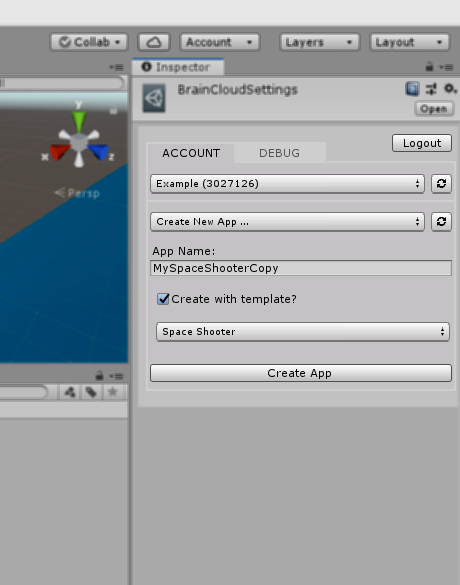 Collab
Account
Layers
Layout
Inspector
BrainCloudSettings
Open
y
x
z
Persp
Logout
ACCOUNT
DEBUG
Example (3027126)
Create New App ...
App Name:
MySpaceShooterCopy
Create with template?
Space Shooter
Create App